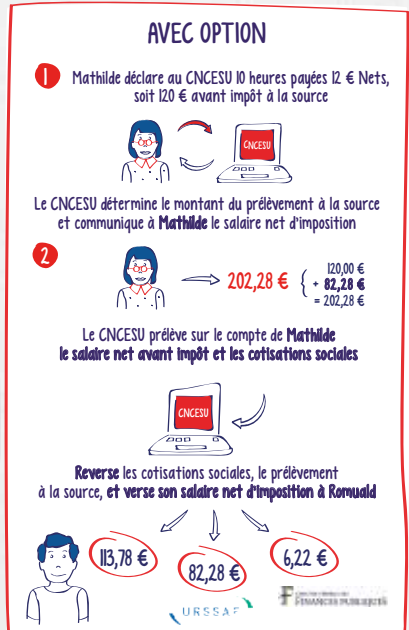 AVEC OPTION
1 Mathilde déclare au CNCESU 10 heures payées 12 € Nets,
soit 120 € avant impôt à la source
CNCESU
Le CNCESU détermine le montant du prélèvement à la source
et communique à Mathilde le salaire net d'imposition
2
202,28 €
120,00 €
+ 82,28 €
= 202,28 €
Le CNCESU prélève sur le compte de Mathilde
le salaire net avant impôt et les cotisations sociales
CNCESU
Reverse les cotisations sociales, le prélèvement
à la source, et verse son salaire net d'imposition à Romuald
113,78 €
82,28 €
6,22 €
URSSAF
FINANCES PUBLIQUES